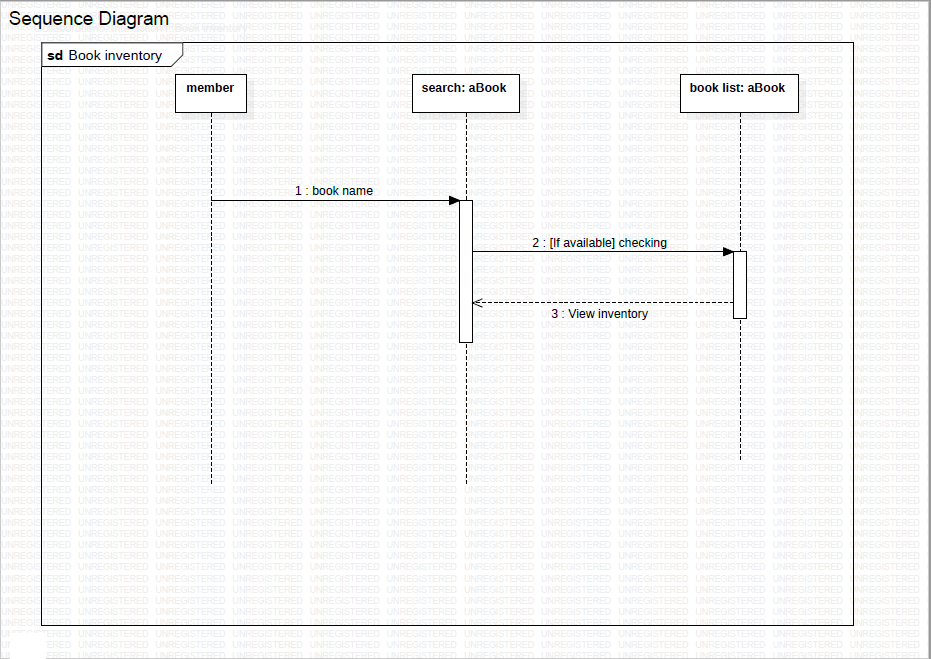 Sequence Diagram
sd Book inventory
member
search: aBook
book list: aBook
1 : book name
2 : [If available] checking
3 : View inventory
UNREGISTERED